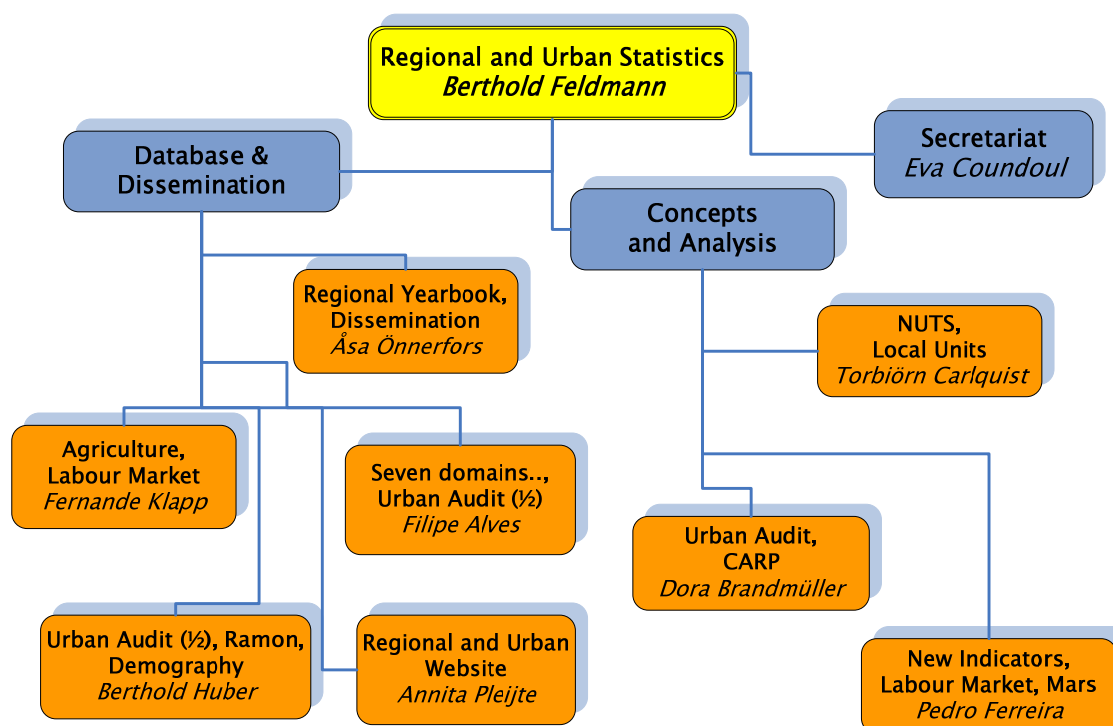 Regional and Urban Statistics
Berthold Feldmann
Database &
Dissemination
Secretariat
Eva Coundoul
Concepts
and Analysis
Regional Yearbook,
Dissemination
Åsa Önnerfors
NUTS,
Local Units
Torbiörn Carlquist
Agriculture,
Labour Market
Fernande Klapp
Seven domains..,
Urban Audit (½)
Filipe Alves
Urban Audit,
CARP
Dora Brandmüller
Urban Audit (½), Ramon,
Demography
Berthold Huber
Regional and Urban
Website
Annita Pleijte
New Indicators,
Labour Market, Mars
Pedro Ferreira